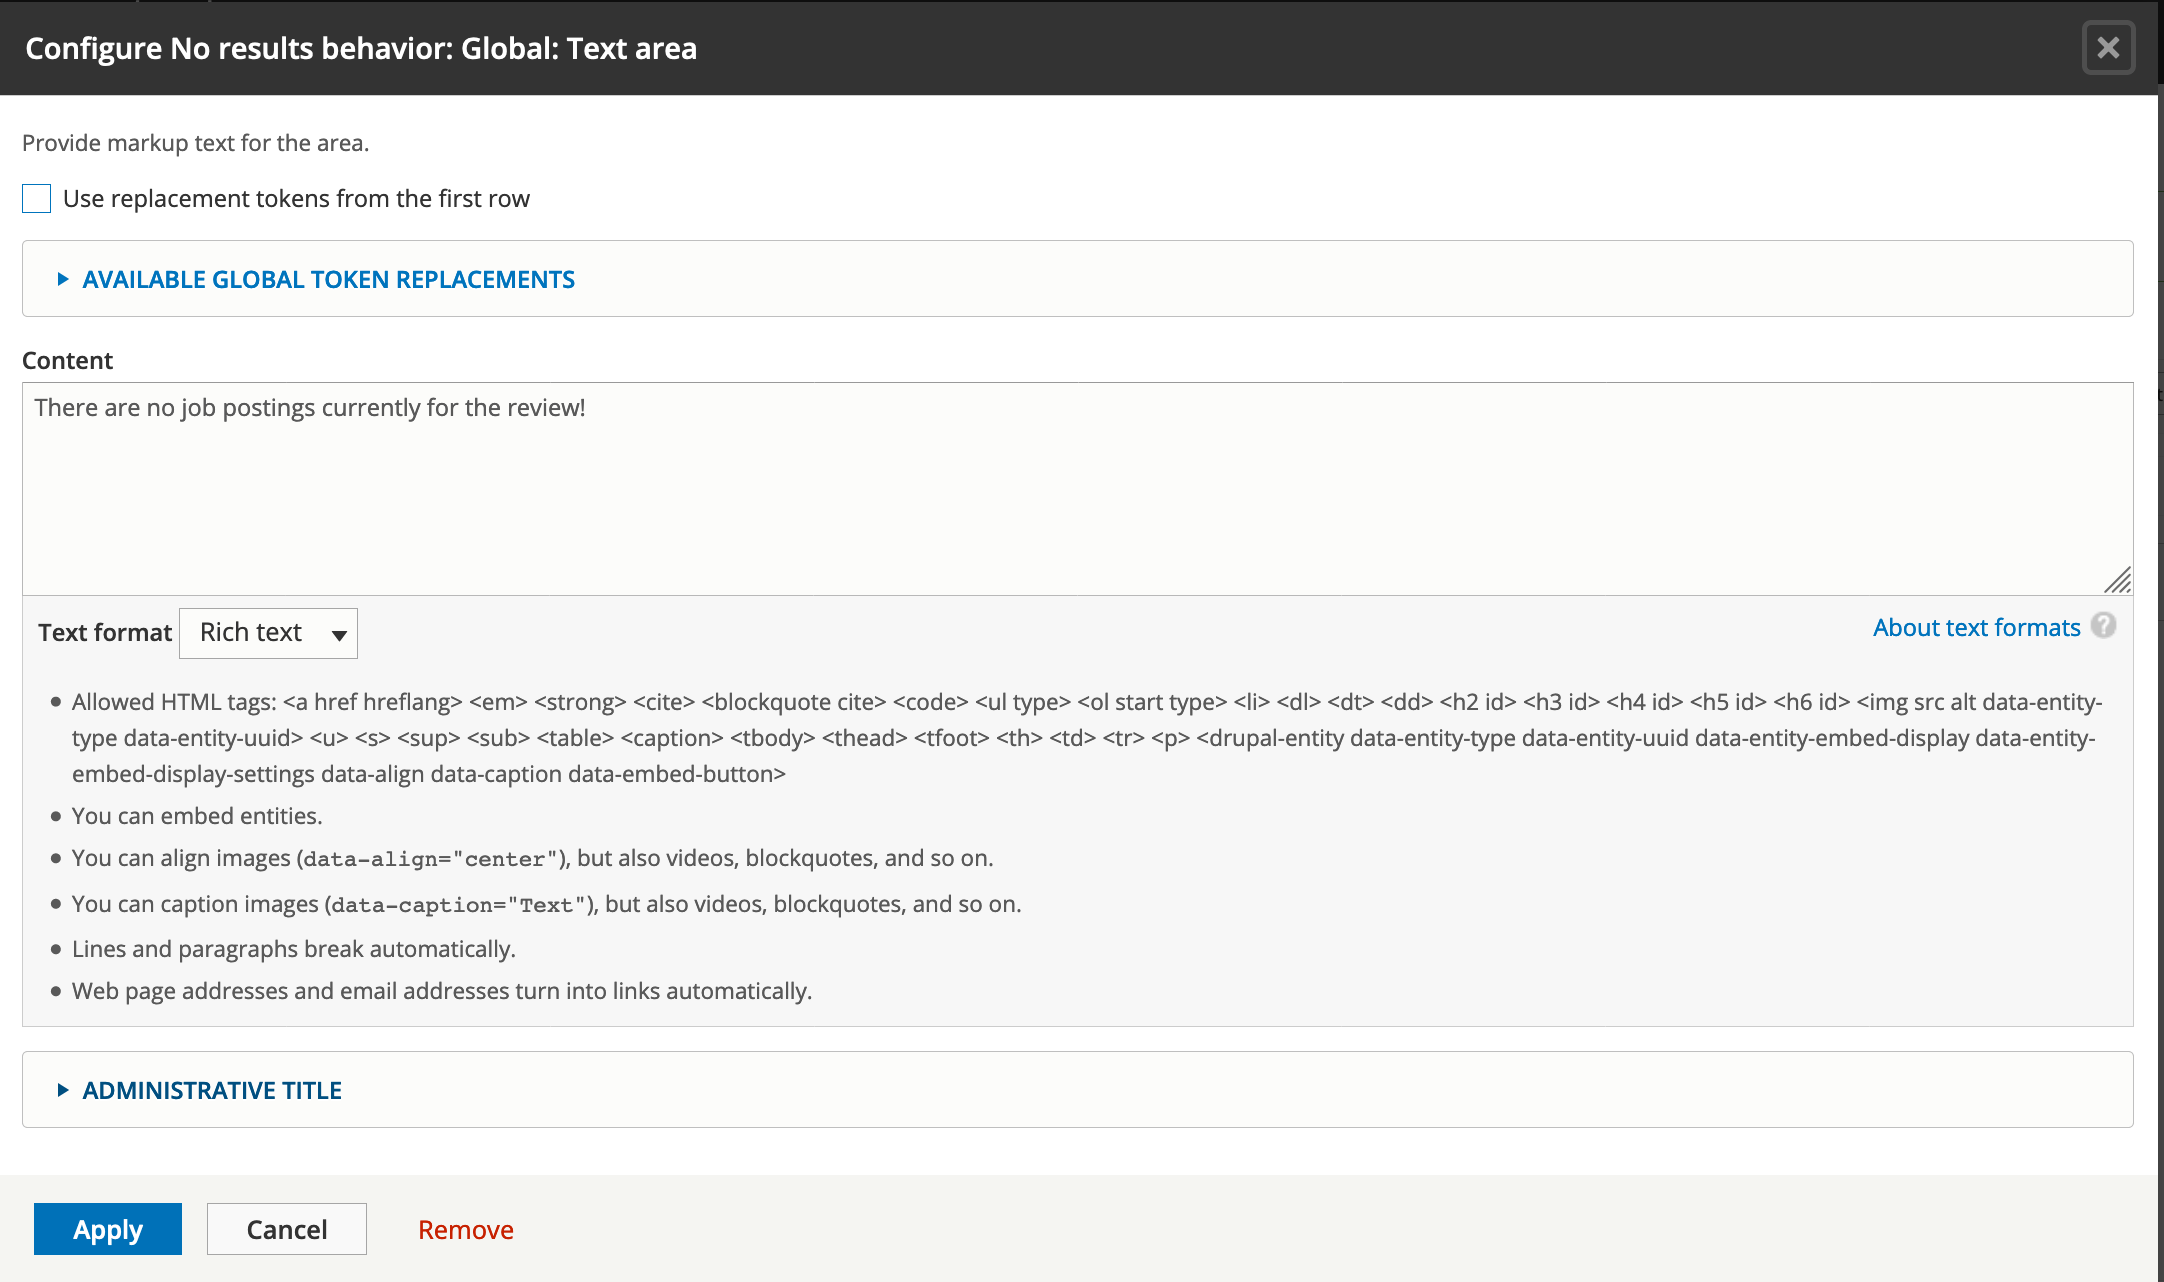 Configure No results behavior: Global: Text area
Provide markup text for the area.
Use replacement tokens from the first row
AVAILABLE GLOBAL TOKEN REPLACEMENTS
Content
There are no job postings currently for the review!
Text format Rich text
About text formats ?
Allowed HTML tags: <a href hreflang> <em> <strong> <cite> <blockquote cite> <code> <ul type> <ol start type> <li> <dl> <dt> <dd> <h2 id> <h3 id> <h4 id> <h5 id> <h6 id> <img src alt data-entity-
type data-entity-uuid> <u> <s> <sup> <sub> <table> <caption> <tbody> <thead> <tfoot> <th> <td> <tr> <p> <drupal-entity data-entity-type data-entity-uuid data-entity-embed-display data-entity-
embed-display-settings data-align data-caption data-embed-button>
You can embed entities.
You can align images (data-align="center"), but also videos, blockquotes, and so on.
You can caption images (data-caption="Text"), but also videos, blockquotes, and so on.
Lines and paragraphs break automatically.
Web page addresses and email addresses turn into links automatically.
ADMINISTRATIVE TITLE
Apply Cancel Remove